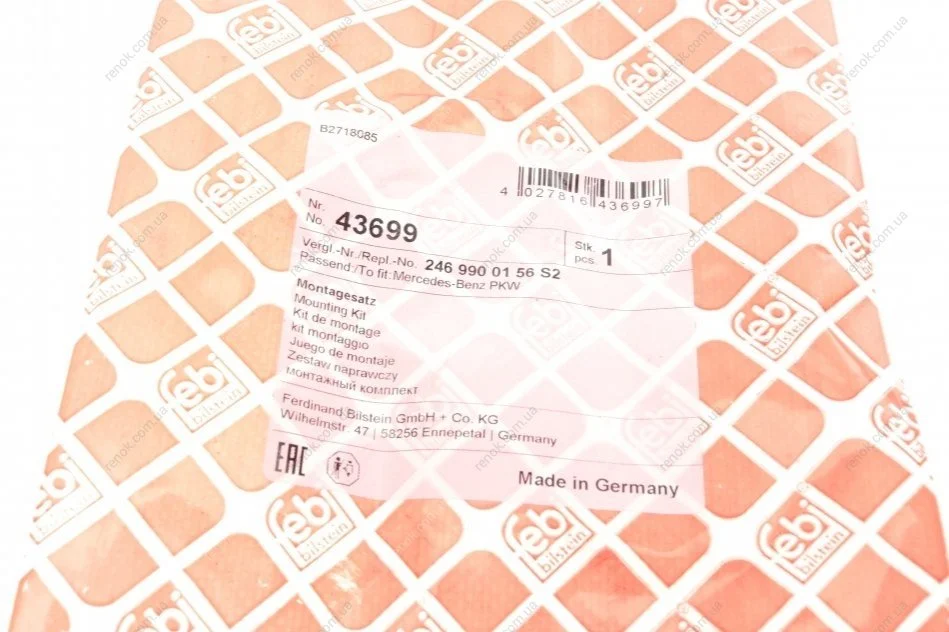 B2718085
4 027816 436997
Nr.
No. 43699
Stk.
pcs. 1
Vergl.-Nr./Repl.-No. 246 990 01 56 S2
Passend:/To fit: Mercedes-Benz PKW
Montagesatz
Mounting Kit
Kit de montage
kit montaggio
Juego de montaje
Zestaw naprawczy
монтажный комплект
Ferdinand Bilstein GmbH + Co. KG
Wilhelmstr. 47 | 58256 Ennepetal | Germany
EAC
Made in Germany
febi
bilstein
renok.com.ua